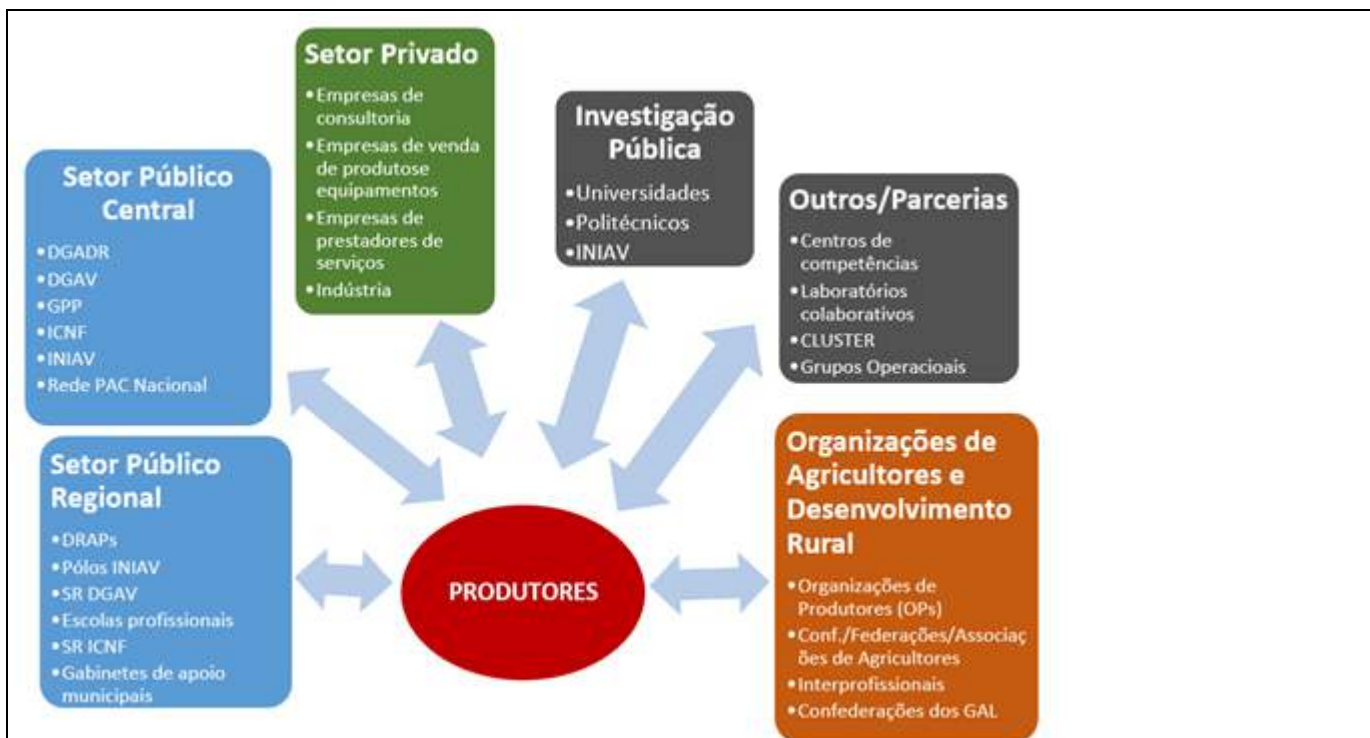 Setor Privado
•Empresas de
consultoria
•Empresas de venda
de produtose
equipamentos
•Empresas de
prestadores de
serviços
•Indústria
Investigação
Pública
•Universidades
•Politécnicos
•INIAV
Setor Público
Central
•DGADR
•DGAV
•GPP
•ICNF
•INIAV
•Rede PAC Nacional
Outros/Parcerias
•Centros de
competências
•Laboratórios
colaborativos
•CLUSTER
•Grupos Operacioais
Setor Público
Regional
•DRAPs
•Pólos INIAV
•SR DGAV
•Escolas profissionais
•SR ICNF
•Gabinetes de apoio
municipais
PRODUTORES
Organizações de
Agricultores e
Desenvolvimento
Rural
•Organizações de
Produtores (OPs)
•Conf./Federações/Associaç
ões de Agricultores
•Interprofissionais
•Confederações dos GAL